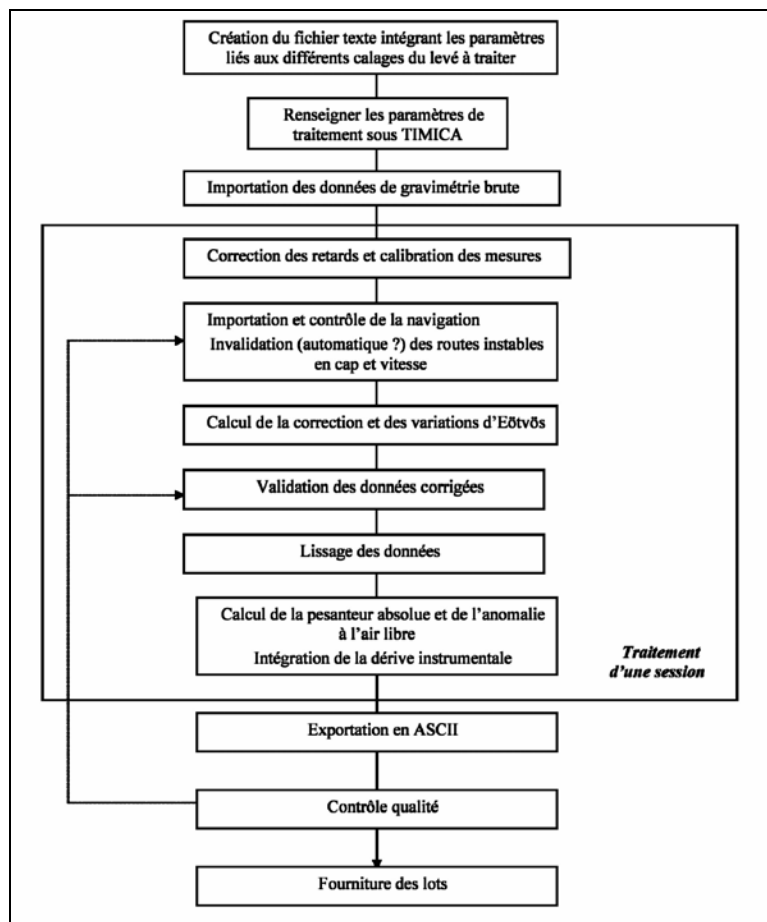 Création du fichier texte intégrant les paramètres
liés aux différents calages du levé à traiter
Renseigner les paramètres de
traitement sous TIMICA
Importation des données de gravimétrie brute
Correction des retards et calibration des mesures
Importation et contrôle de la navigation
Invalidation (automatique ?) des routes instables
en cap et vitesse
Calcul de la correction et des variations d’Eötvös
Validation des données corrigées
Lissage des données
Calcul de la pesanteur absolue et de l’anomalie
à l’air libre
Intégration de la dérive instrumentale
Traitement
d’une session
Exportation en ASCII
Contrôle qualité
Fourniture des lots